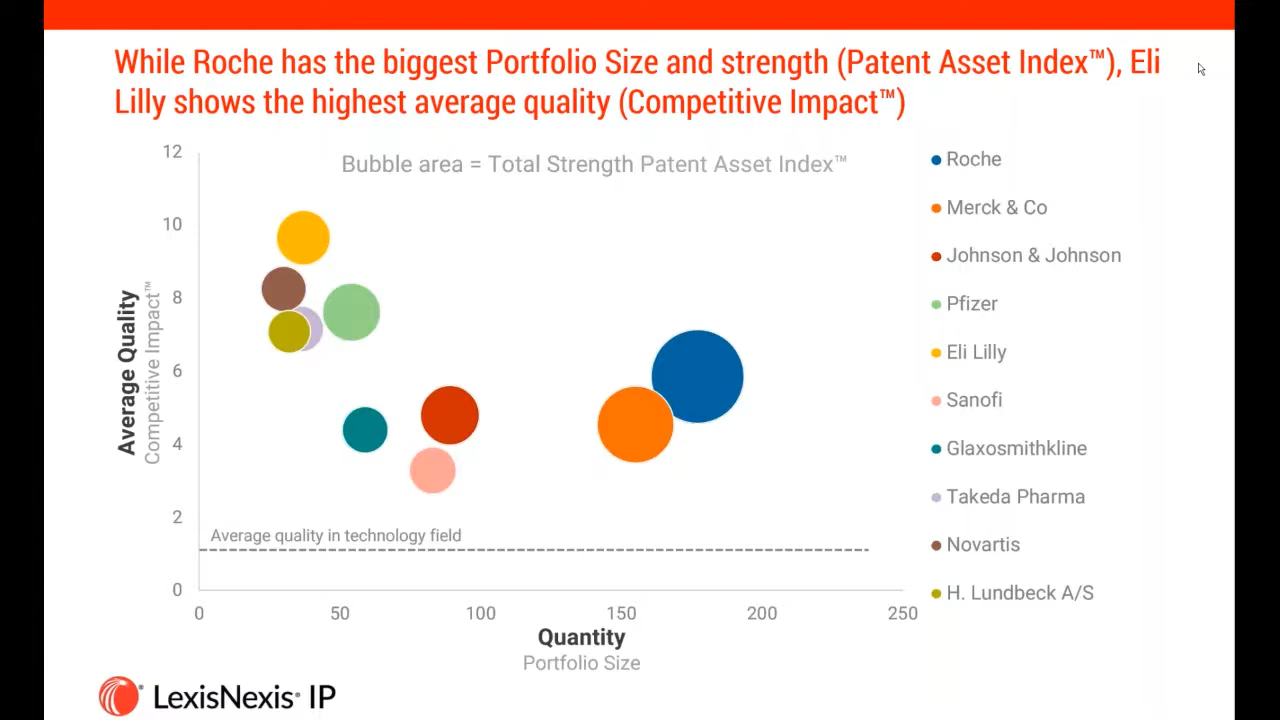 While Roche has the biggest Portfolio Size and strength (Patent Asset Index™), Eli
Lilly shows the highest average quality (Competitive Impact™)
Bubble area = Total Strength Patent Asset Index™
12
10
8
6
4
2
0
Average Quality
Competitive Impact™
Average quality in technology field
0 50 100 150 200 250
Quantity
Portfolio Size
Roche
Merck & Co
Johnson & Johnson
Pfizer
Eli Lilly
Sanofi
Glaxosmithkline
Takeda Pharma
Novartis
H. Lundbeck A/S
LexisNexis® IP